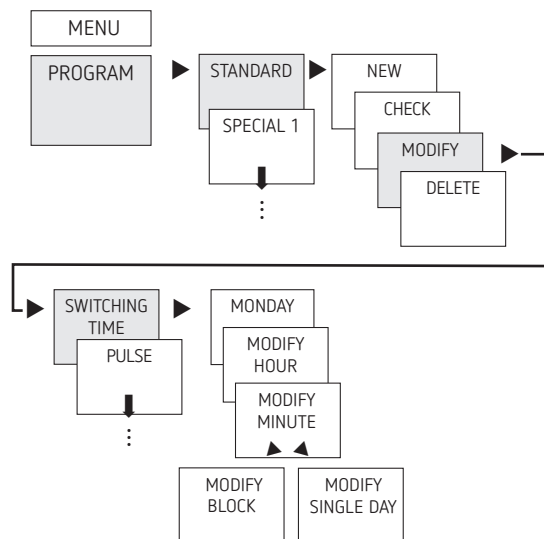 MENU
PROGRAM
STANDARD
SPECIAL 1
NEW
CHECK
MODIFY
DELETE
SWITCHING
TIME
PULSE
MONDAY
MODIFY
HOUR
MODIFY
MINUTE
MODIFY
BLOCK
MODIFY
SINGLE DAY